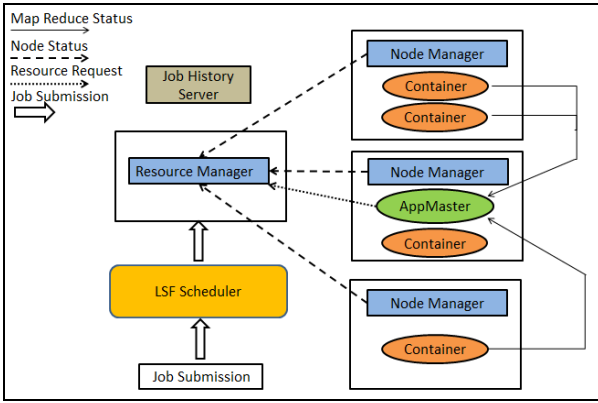 Map Reduce Status
Node Status
Resource Request
Job Submission
Job History
Server
Resource Manager
LSF Scheduler
Job Submission
Node Manager
Container
Container
Node Manager
AppMaster
Container
Node Manager
Container